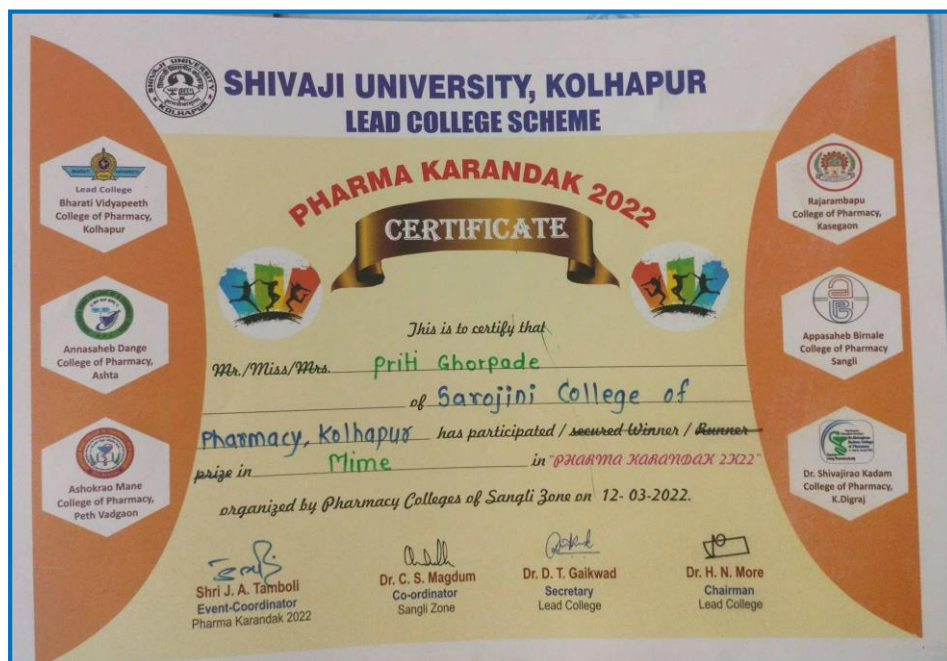 SHIVAJI UNIVERSITY
KOLHAPUR
SHIVAJI UNIVERSITY, KOLHAPUR
LEAD COLLEGE SCHEME
PHARMA KARANDAK 2022
CERTIFICATE
Lead College
Bharati Vidyapeeth
College of Pharmacy,
Kolhapur
Annasaheb Dange
College of Pharmacy,
Ashta
Ashokrao Mane
College of Pharmacy,
Peth Vadgaon
Rajarambapu
College of Pharmacy,
Kasegaon
Appasaheb Birnale
College of Pharmacy
Sangli
Dr. Shivajirao Kadam
College of Pharmacy,
K.Digraj
This is to certify that
Mr./Miss/Mrs. Priti Ghorpade
of Sarojini College of
Pharmacy, Kolhapur has participated / secured Winner / Runner
prize in Mime in "PHARMA KARANDAK 2K22"
organized by Pharmacy Colleges of Sangli Zone on 12- 03-2022.
Shri J. A. Tamboli
Event-Coordinator
Pharma Karandak 2022
Dr. C. S. Magdum
Co-ordinator
Sangli Zone
Dr. D. T. Gaikwad
Secretary
Lead College
Dr. H. N. More
Chairman
Lead College